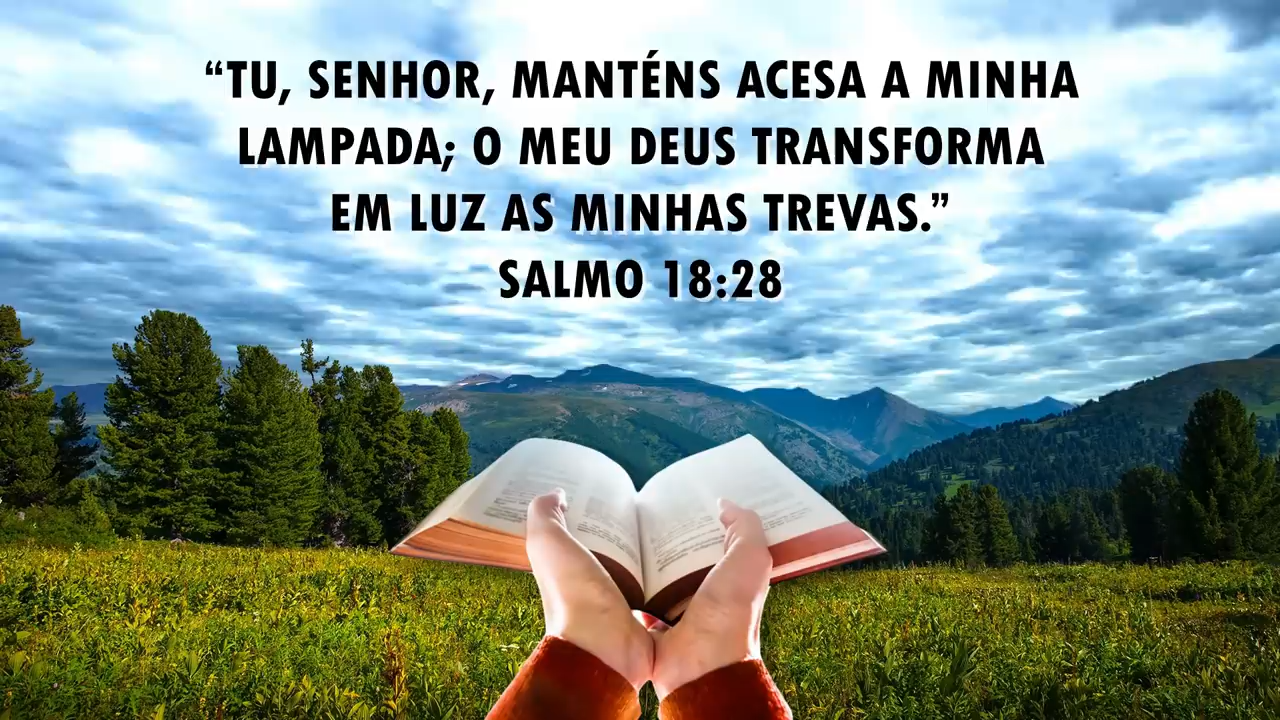 “TU, SENHOR, MANTÉNS ACESA A MINHA
LAMPADA; O MEU DEUS TRANSFORMA
EM LUZ AS MINHAS TREVAS.”
SALMO 18:28